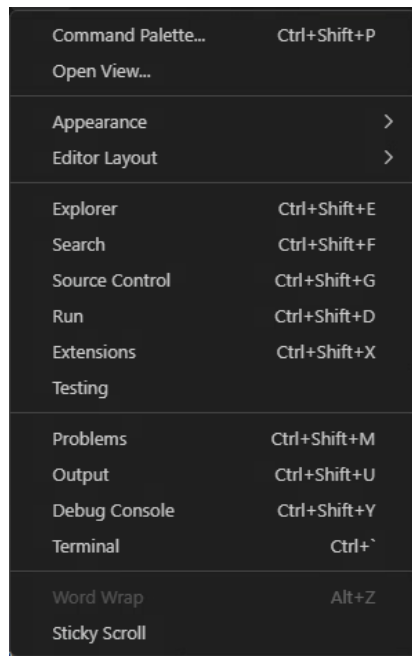 Command Palette... Ctrl+Shift+P
Open View...
Appearance
Editor Layout
Explorer Ctrl+Shift+E
Search Ctrl+Shift+F
Source Control Ctrl+Shift+G
Run Ctrl+Shift+D
Extensions Ctrl+Shift+X
Testing
Problems Ctrl+Shift+M
Output Ctrl+Shift+U
Debug Console Ctrl+Shift+Y
Terminal Ctrl+`
Word Wrap Alt+Z
Sticky Scroll